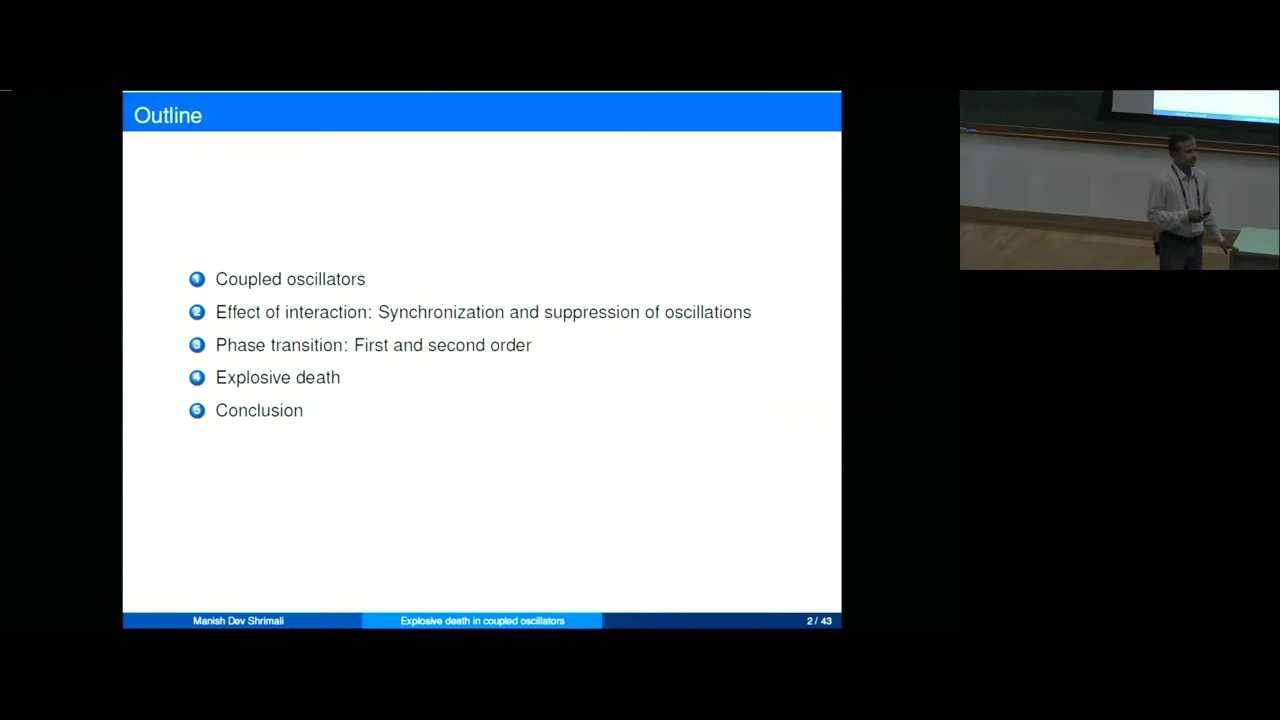 Outline
1 Coupled oscillators
2 Effect of interaction: Synchronization and suppression of oscillations
3 Phase transition: First and second order
4 Explosive death
5 Conclusion
Manish Dev Shrimali Explosive death in coupled oscillators 2 / 43